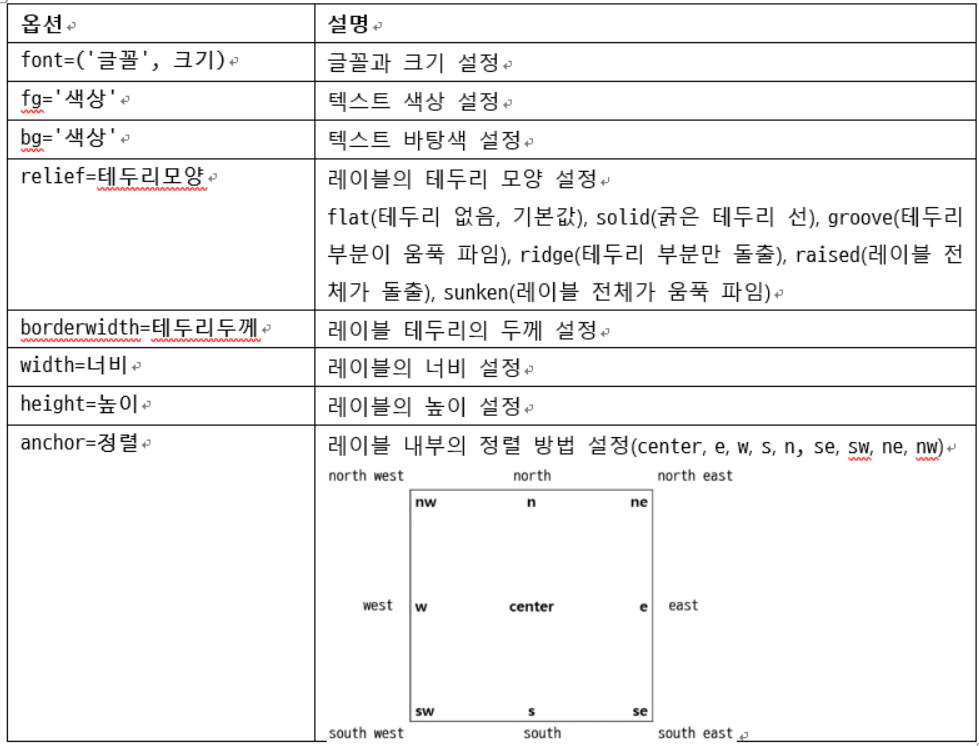 옵션
설명
font=('글꼴', 크기)
글꼴과 크기 설정
fg='색상'
텍스트 색상 설정
bg='색상'
텍스트 바탕색 설정
relief=테두리모양
레이블의 테두리 모양 설정
flat(테두리 없음, 기본값), solid(굵은 테두리 선), groove(테두리
부분이 움푹 파임), ridge(테두리 부분만 돌출), raised(레이블 전
체가 돌출), sunken(레이블 전체가 움푹 파임)
borderwidth=테두리두께
레이블 테두리의 두께 설정
width=너비
레이블의 너비 설정
height=높이
레이블의 높이 설정
anchor=정렬
레이블 내부의 정렬 방법 설정(center, e, w, s, n, se, sw, ne, nw)
north west north north east
nw n ne
west w center e east
sw s se
south west south south east